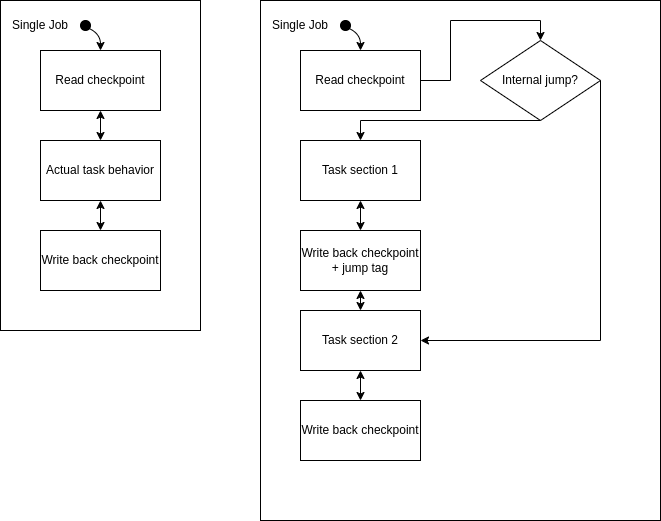 Single Job
Read checkpoint
Actual task behavior
Write back checkpoint
Single Job
Read checkpoint
Internal jump?
Task section 1
Write back checkpoint
+ jump tag
Task section 2
Write back checkpoint